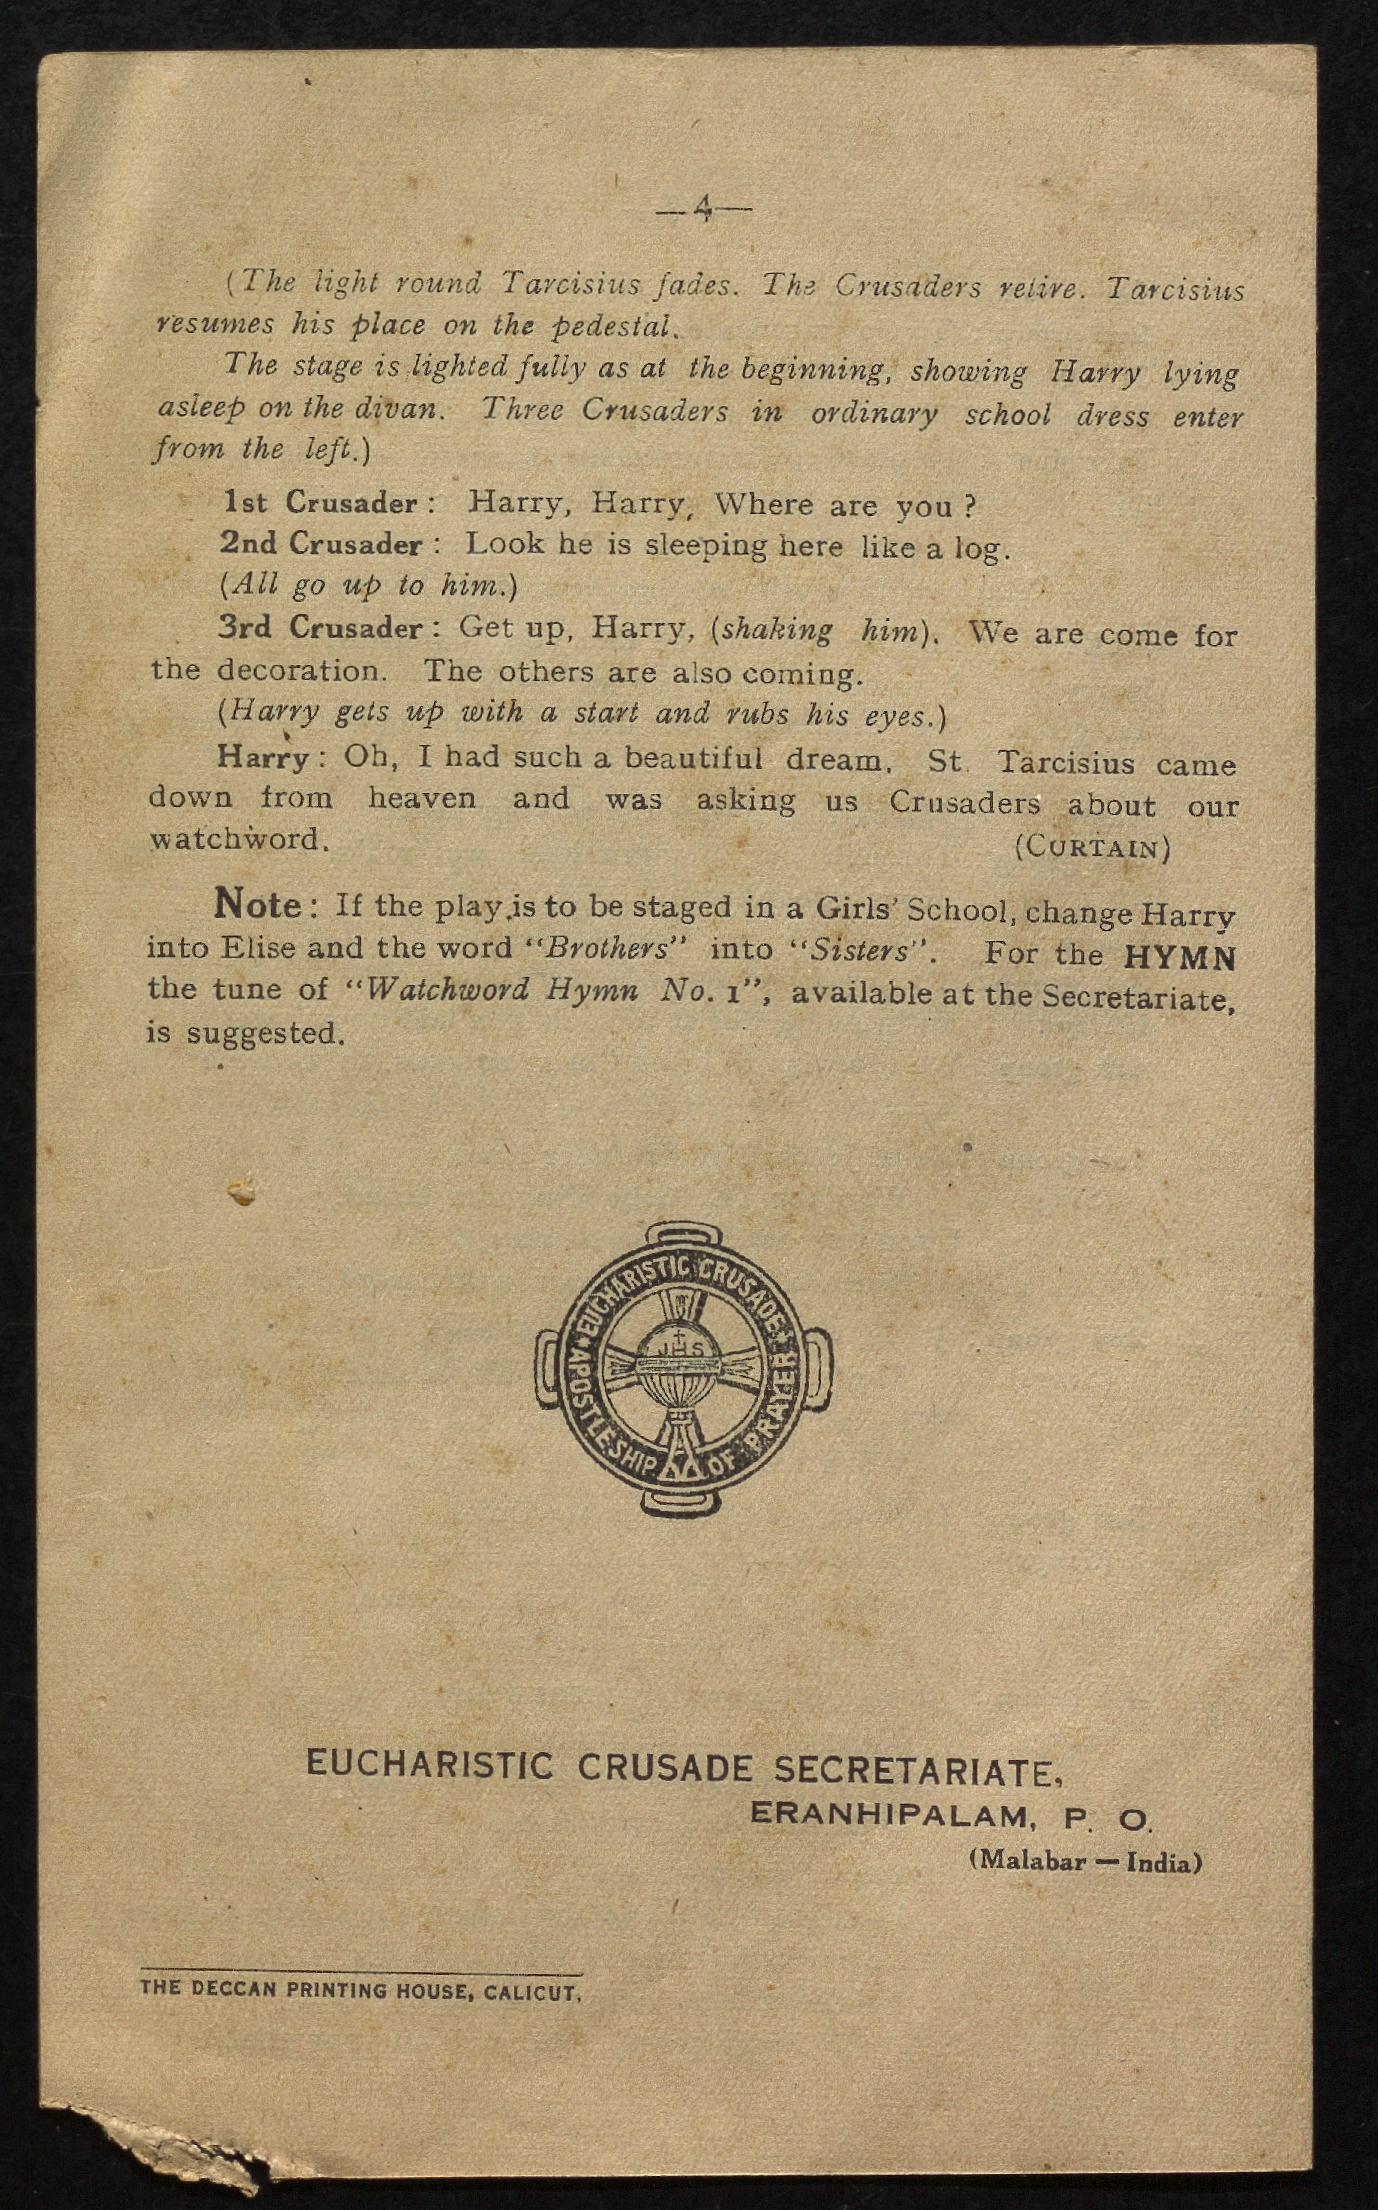 —4—
(The light round Tarcisius fades. The Crusaders retire. Tarcisius
resumes his place on the pedestal.
The stage is lighted fully as at the beginning, showing Harry lying
asleep on the divan. Three Crusaders in ordinary school dress enter
from the left.)
1st Crusader : Harry, Harry, Where are you ?
2nd Crusader : Look he is sleeping here like a log.
(All go up to him.)
3rd Crusader : Get up, Harry, (shaking him). We are come for
the decoration. The others are also coming.
(Harry gets up with a start and rubs his eyes.)
Harry : Oh, I had such a beautiful dream. St. Tarcisius came
down from heaven and was asking us Crusaders about our
watchword. (CURTAIN)
Note : If the play is to be staged in a Girls' School, change Harry
into Elise and the word “Brothers” into “Sisters”. For the HYMN
the tune of “Watchword Hymn No. 1”, available at the Secretariate,
is suggested.
EUCHARISTIC CRUSADE
JHS
APOSTLESHIP OF PRAYER
EUCHARISTIC CRUSADE SECRETARIATE,
ERANHIPALAM, P. O.
(Malabar — India)
THE DECCAN PRINTING HOUSE, CALICUT.